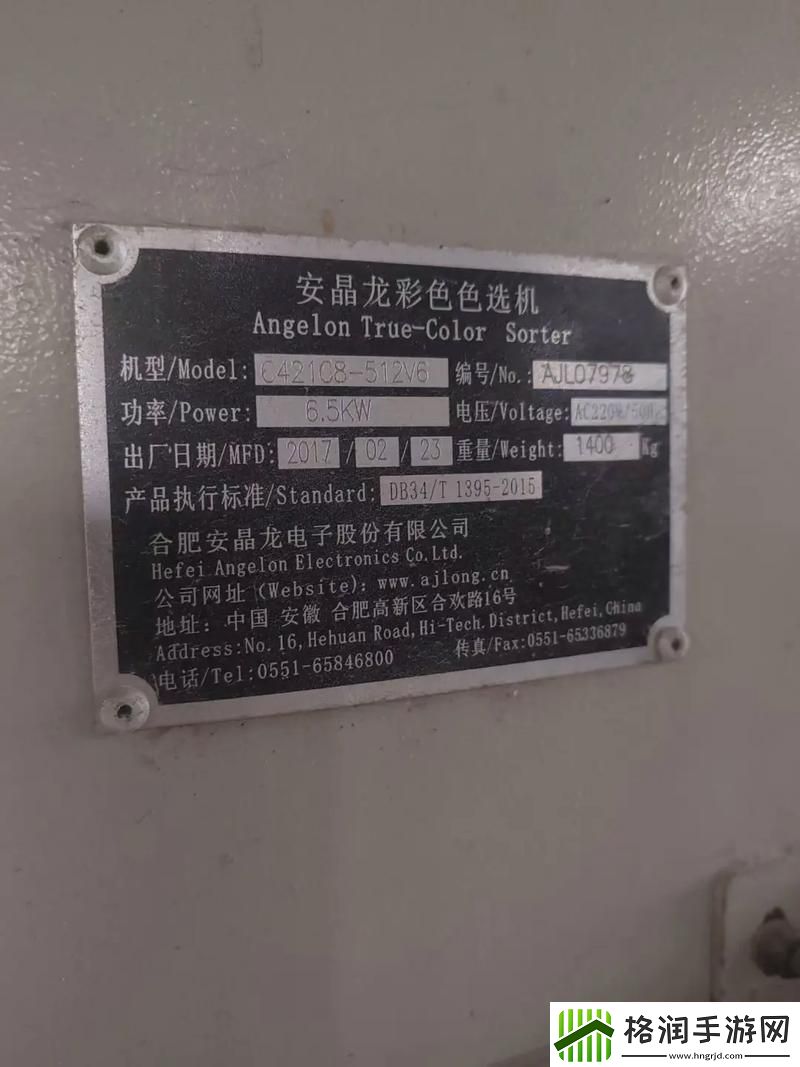 安晶龙彩色色选机
Angelon True-Color Sorter
机型/Model: C421C8-512V6 编号/No.: AJL07978
功率/Power: 6.5KW 电压/Voltage: AC220V/50Hz
出厂日期/MFD: 2017 / 02 / 23 重量/Weight: 1400 Kg
产品执行标准/Standard: DB34/T 1395-2015
合肥安晶龙电子股份有限公司
Hefei Angelon Electronics Co.Ltd.
公司网址(Website): www.ajlong.cn
地址: 中国 安徽 合肥高新区合欢路16号
Address:No.16,Hehuan Road,Hi-Tech.District,Hefei,China
电话/Tel:0551-65846800 传真/Fax:0551-65336879
格润手游网
www.hngrjd.com